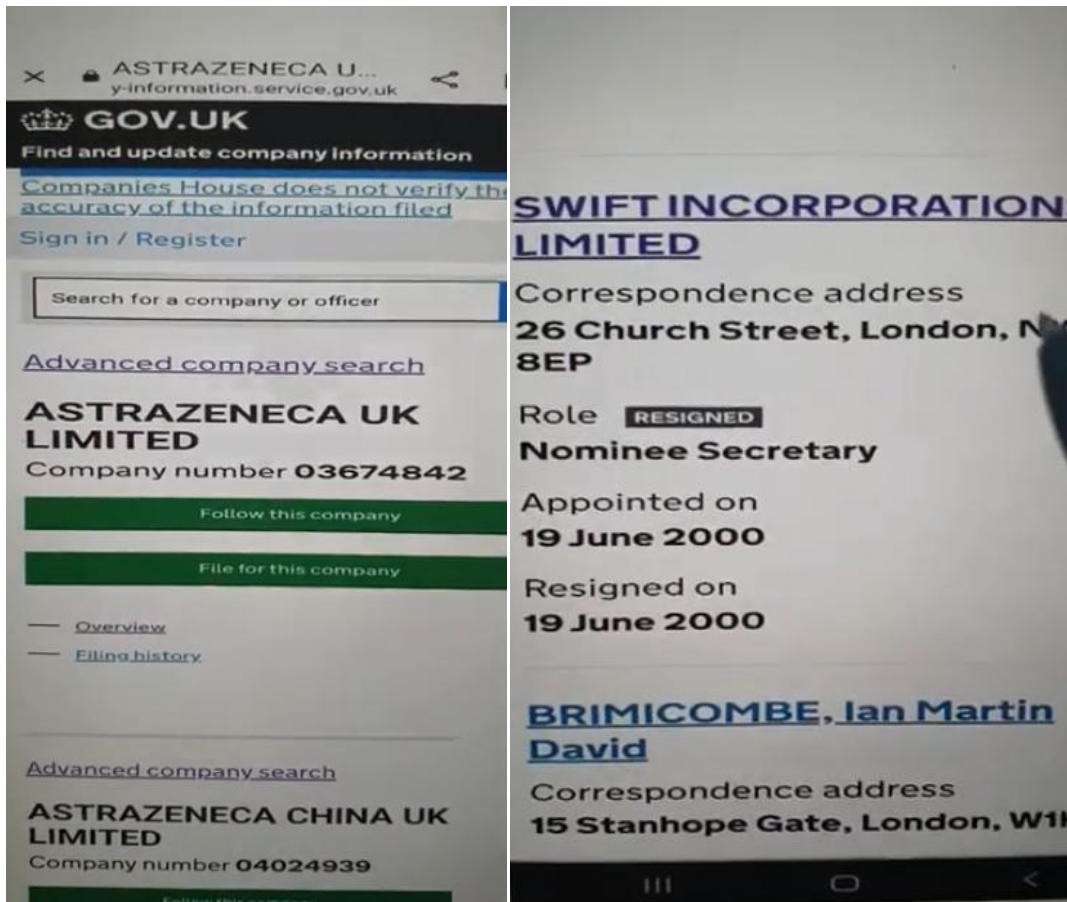 ASTRAZENECA U...
y-information.service.gov.uk
GOV.UK
Find and update company information
Companies House does not verify the
accuracy of the information filed
Sign in / Register
Search for a company or officer
Advanced company search
ASTRAZENECA UK
LIMITED
Company number 03674842
Follow this company
File for this company
Overview
Filing history
Advanced company search
ASTRAZENECA CHINA UK
LIMITED
Company number 04024939
SWIFT INCORPORATIONS
LIMITED
Correspondence address
26 Church Street, London,
8EP
Role RESIGNED
Nominee Secretary
Appointed on
19 June 2000
Resigned on
19 June 2000
BRIMICOMBE, Ian Martin
David
Correspondence address
15 Stanhope Gate, London,